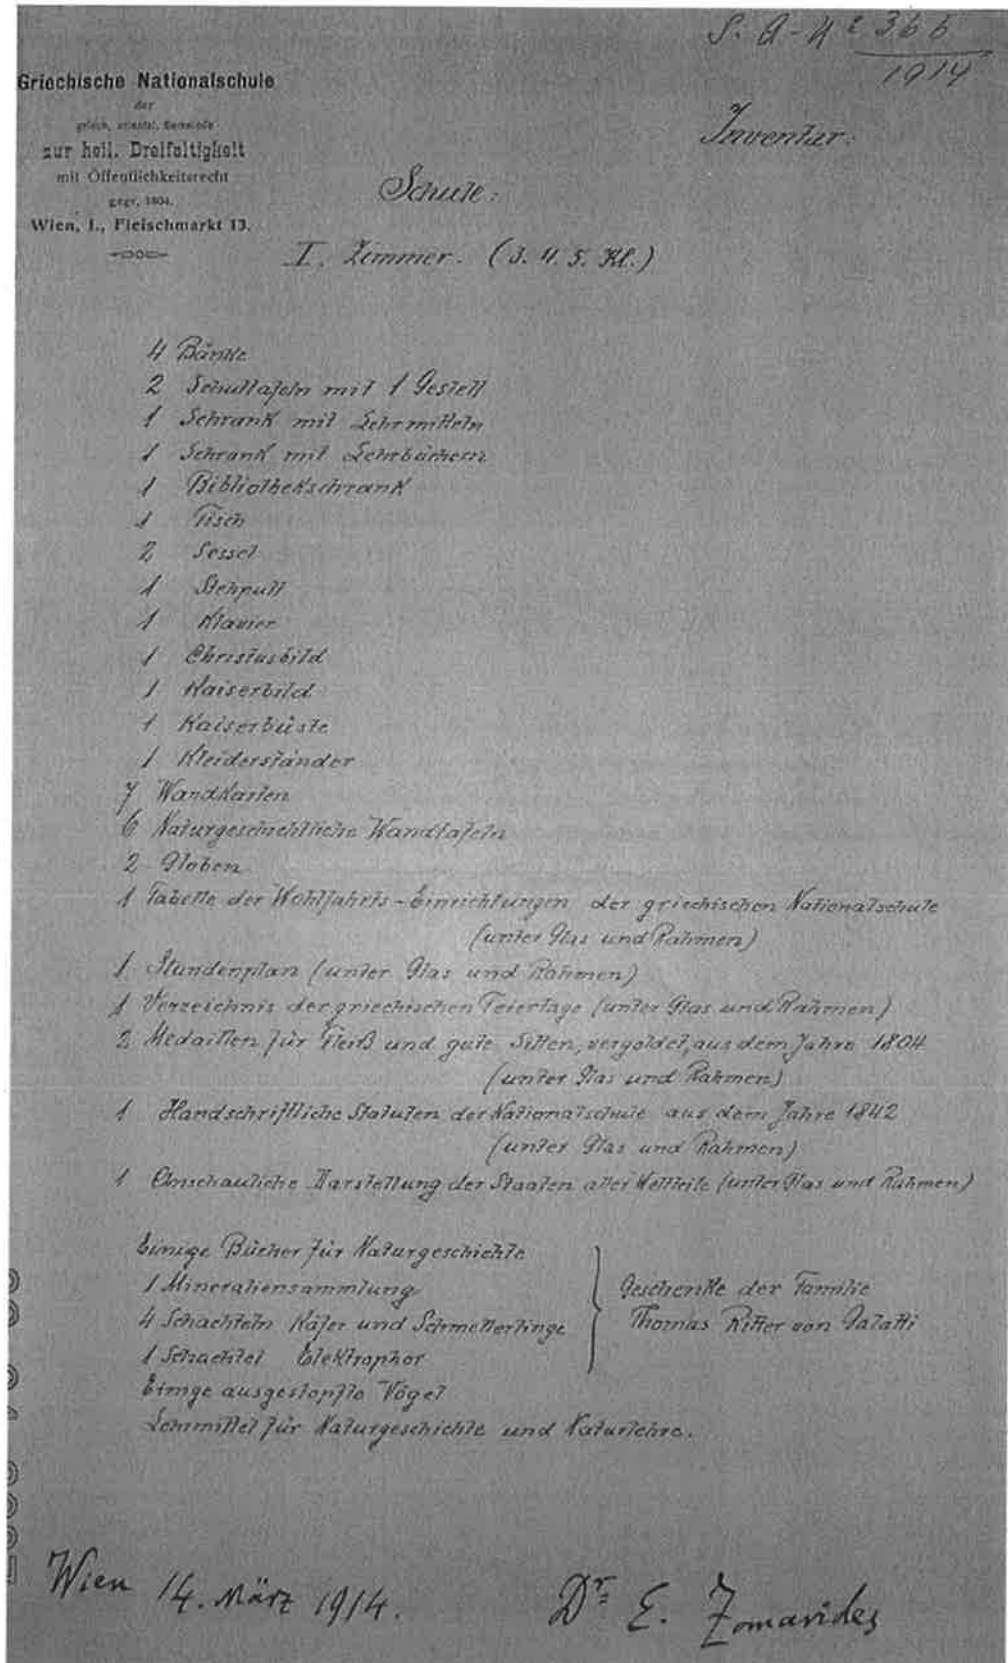 S. A-N° 366
1914
Griechische Nationalschule
der
griech. oriental. Gemeinde
zur heil. Dreifaltigkeit
mit Öffentlichkeitsrecht
gegr. 1804.
Wien, I., Fleischmarkt 13.
Inventar:
Schule:
I. Zimmer. (3. 4. 5. Kl.)
4 Bänke
2 Schultafeln mit 1 Gestell
1 Schrank mit Lehrmitteln
1 Schrank mit Lehrbüchern
1 Bibliothekschrank
1 Tisch
2 Sessel
1 Stehpult
1 Klavier
1 Christusbild
1 Kaiserbild
1 Kaiserbüste
1 Kleiderständer
7 Wandkarten
6 Naturgeschichtliche Wandtafeln
2 Globen
1 Tabelle der Wohlfahrts-Einrichtungen der griechischen Nationalschule
(unter Glas und Rahmen)
1 Stundenplan (unter Glas und Rahmen)
1 Verzeichnis der griechischen Feiertage (unter Glas und Rahmen)
2 Medaillen für Fleiß und gute Sitten, vergoldet, aus dem Jahre 1804
(unter Glas und Rahmen)
1 Handschriftliche Statuten der Nationalschule aus dem Jahre 1842
(unter Glas und Rahmen)
1 Anschauliche Darstellung der Staaten aller Weltteile (unter Glas und Rahmen)
Einige Bücher für Naturgeschichte
1 Mineraliensammlung
4 Schachteln Käfer und Schmetterlinge
1 Schachtel Elektrophor
Geschenke der Familie
Thomas Ritter von Galatti
Einige ausgestopfte Vögel
Lehrmittel für Naturgeschichte und Naturlehre.
Wien 14. März 1914.
Dr. E. Zomarides